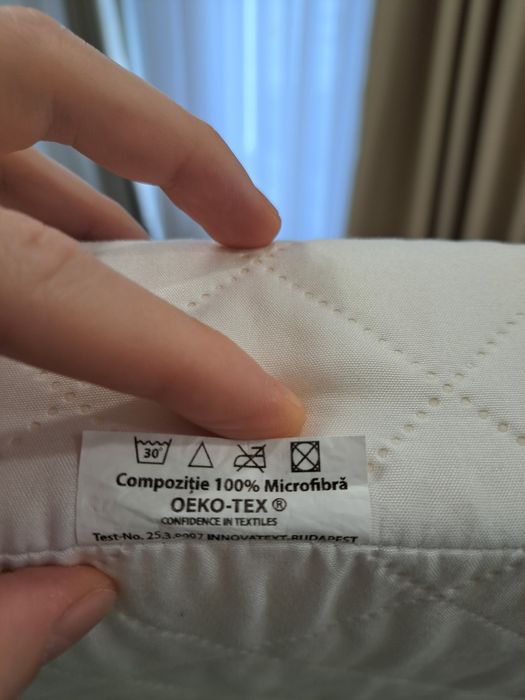 30°
Compoziție 100% Microfibră
OEKO-TEX ®
CONFIDENCE IN TEXTILES
Test-No. INNOVATEXT-BUDAPEST